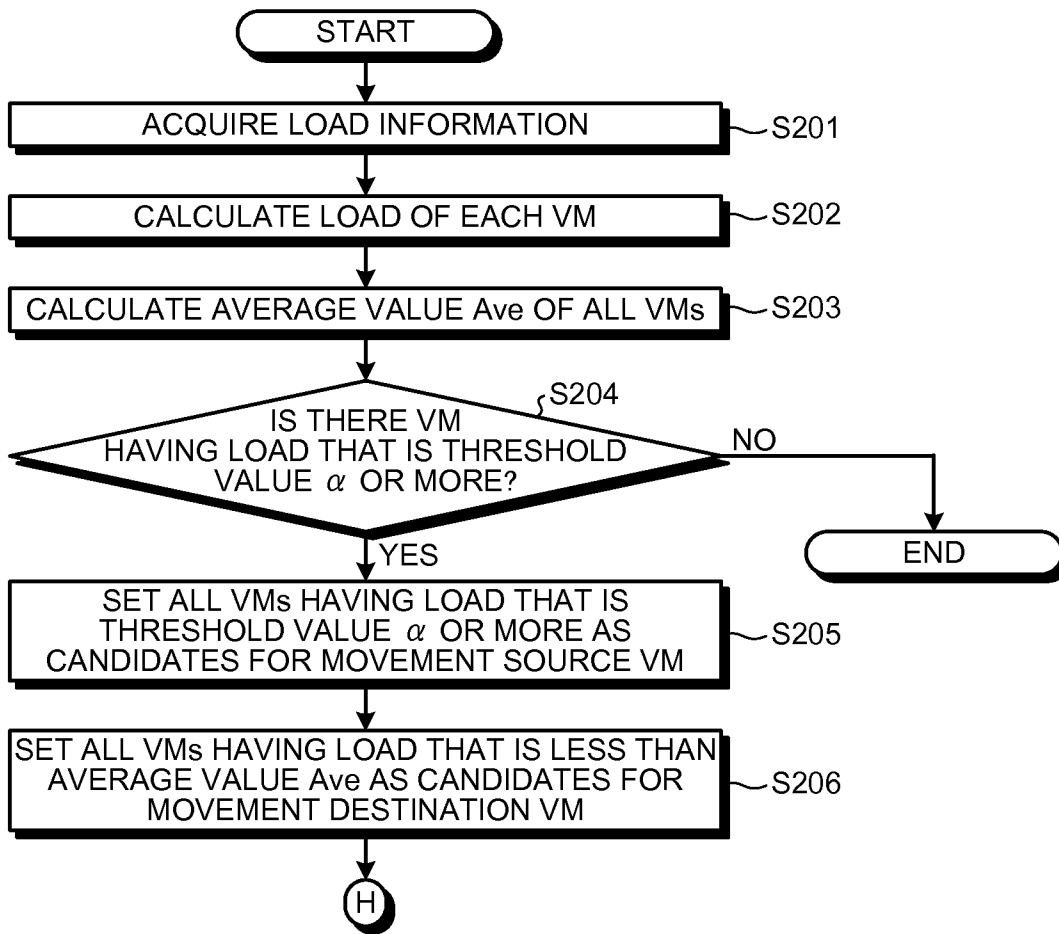 START
ACQUIRE LOAD INFORMATION
S201
CALCULATE LOAD OF EACH VM
S202
CALCULATE AVERAGE VALUE Ave OF ALL VMs
S203
S204
IS THERE VM
HAVING LOAD THAT IS THRESHOLD
VALUE α OR MORE?
NO
YES
END
SET ALL VMs HAVING LOAD THAT IS
THRESHOLD VALUE α OR MORE AS
CANDIDATES FOR MOVEMENT SOURCE VM
S205
SET ALL VMs HAVING LOAD THAT IS LESS THAN
AVERAGE VALUE Ave AS CANDIDATES FOR
MOVEMENT DESTINATION VM
S206
H